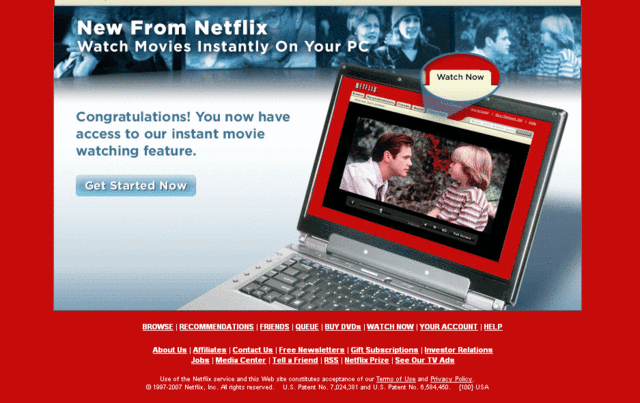 New From Netflix
Watch Movies Instantly On Your PC
Watch Now
NETFLIX
Congratulations! You now have
access to our instant movie
watching feature.
Get Started Now
BROWSE | RECOMMENDATIONS | FRIENDS | QUEUE | BUY DVDs | WATCH NOW | YOUR ACCOUNT | HELP
About Us | Affiliates | Contact Us | Free Newsletters | Gift Subscriptions | Investor Relations
Jobs | Media Center | Tell a Friend | RSS | Netflix Prize | See Our TV Ads
Use of the Netflix service and this Web site constitutes acceptance of our Terms of Use and Privacy Policy.
© 1997-2007 Netflix, Inc. All rights reserved. U.S. Patent No. 7,024,381 and U.S. Patent No. 6,584,450. {100} USA